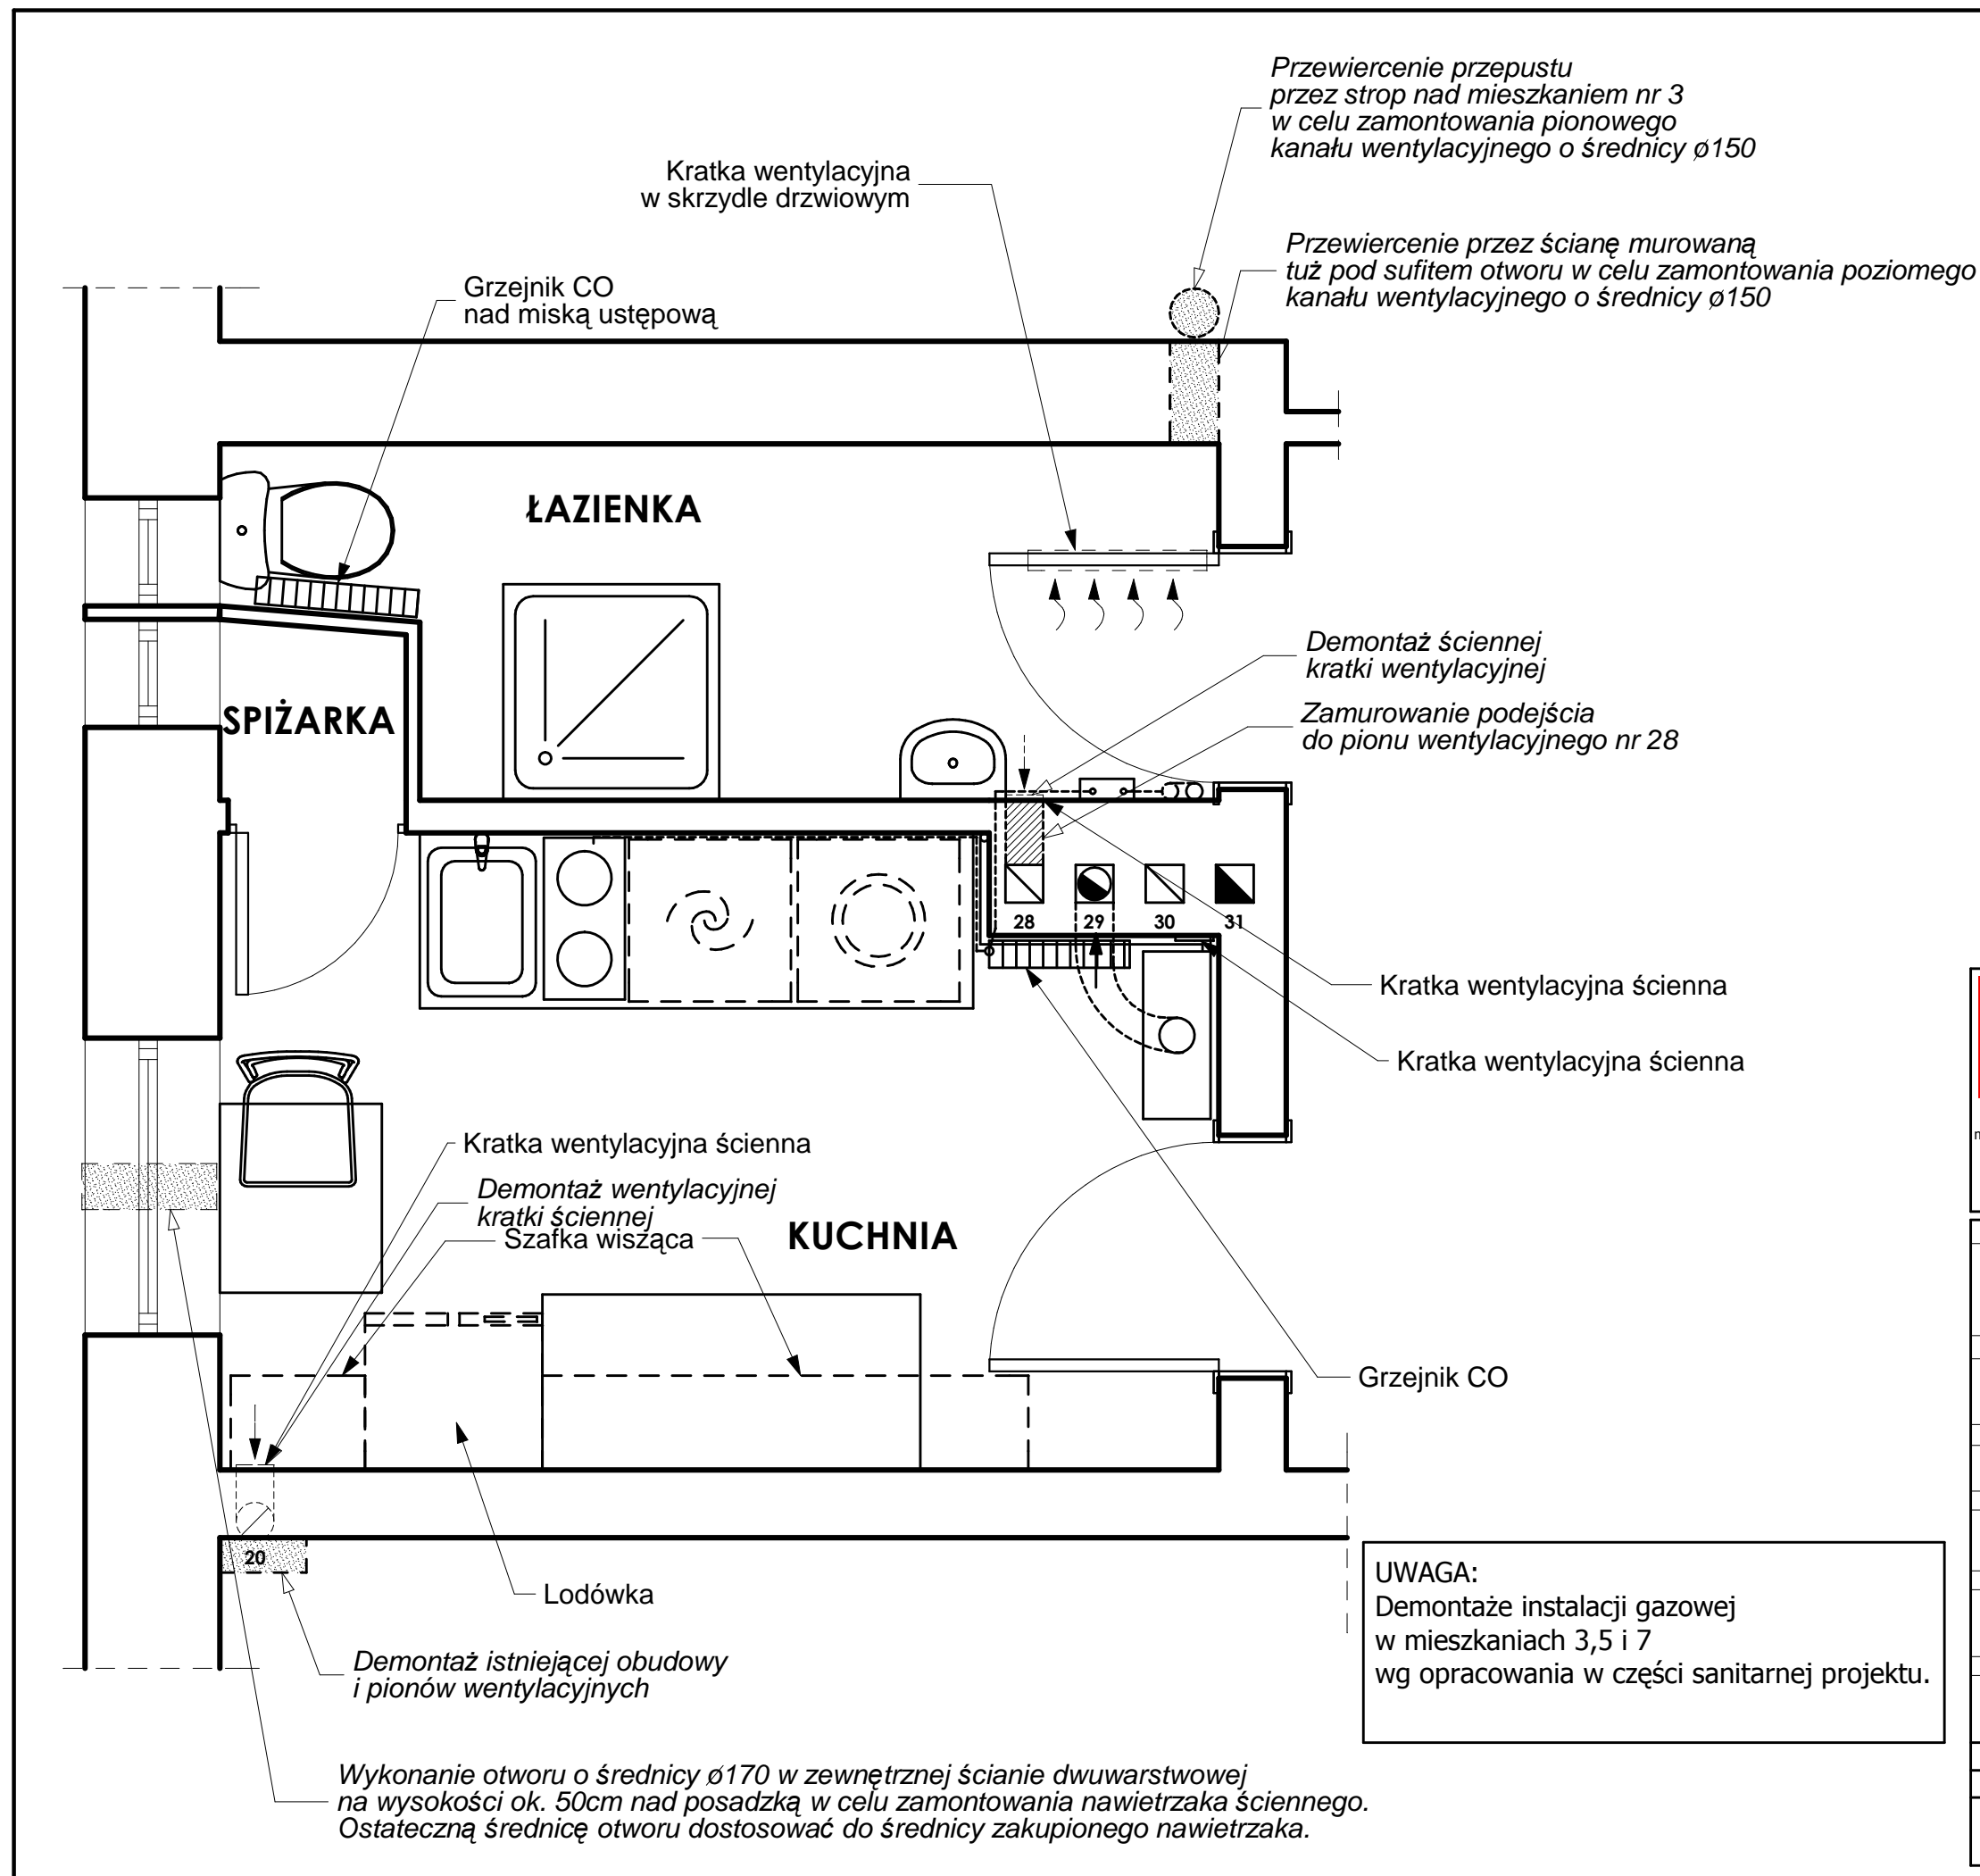 Przewiercenie przepustu
przez strop nad mieszkaniem nr 3
w celu zamontowania pionowego
kanału wentylacyjnego o średnicy ø150
Kratka wentylacyjna
w skrzydle drzwiowym
Przewiercenie przez ścianę murowaną
tuż pod sufitem otworu w celu zamontowania poziomego
kanału wentylacyjnego o średnicy ø150
Grzejnik CO
nad miską ustępową
ŁAZIENKA
Demontaż ściennej
kratki wentylacyjnej
SPIŻARKA
Zamurowanie podejścia
do pionu wentylacyjnego nr 28
28 29 30 31
Kratka wentylacyjna ścienna
Kratka wentylacyjna ścienna
Kratka wentylacyjna ścienna
Demontaż wentylacyjnej
kratki ściennej
Szafka wisząca
KUCHNIA
Grzejnik CO
20
Lodówka
UWAGA:
Demontaże instalacji gazowej
w mieszkaniach 3,5 i 7
wg opracowania w części sanitarnej projektu.
Demontaż istniejącej obudowy
i pionów wentylacyjnych
Wykonanie otworu o średnicy ø170 w zewnętrznej ścianie dwuwarstwowej
na wysokości ok. 50cm nad posadzką w celu zamontowania nawietrzaka ściennego.
Ostateczną średnicę otworu dostosować do średnicy zakupionego nawietrzaka.